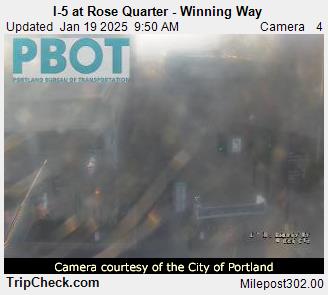 I-5 at Rose Quarter - Winning Way
Updated Jan 19 2025 9:50 AM Camera 4
PBOT
PORTLAND BUREAU OF TRANSPORTATION
Camera courtesy of the City of Portland
TripCheck.com Milepost302.00